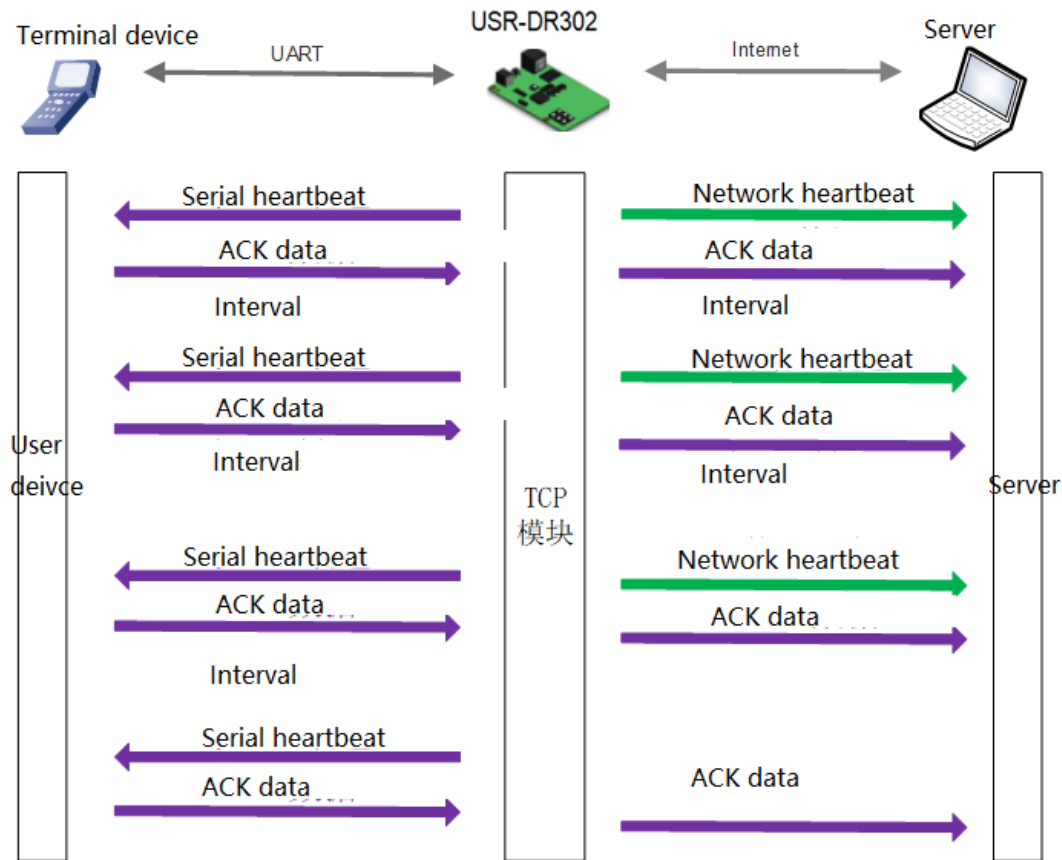 USR-DR302
Terminal device
Server
UART
Internet
Serial heartbeat
Network heartbeat
ACK data
ACK data
Interval
Interval
Serial heartbeat
Network heartbeat
ACK data
ACK data
Interval
Interval
User
deivce
TCP
模块
Server
Serial heartbeat
Network heartbeat
ACK data
ACK data
Interval
Serial heartbeat
ACK data
ACK data